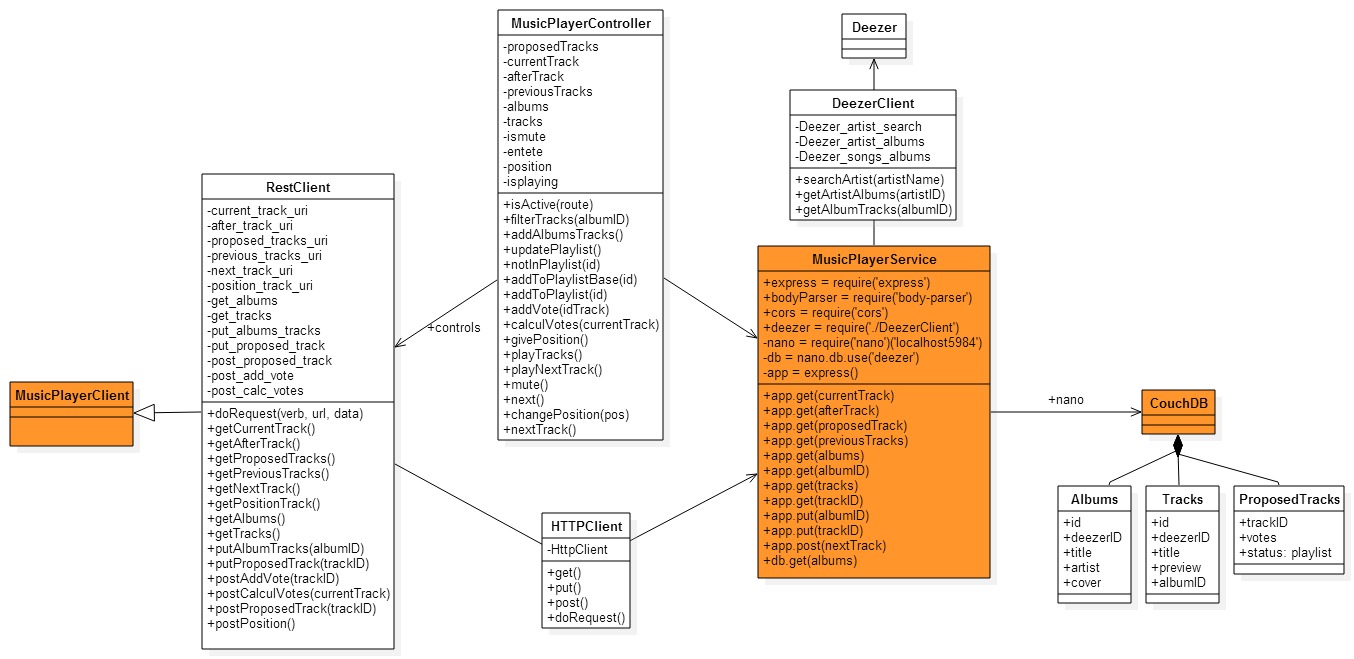 MusicPlayerController
-proposedTracks
-currentTrack
-afterTrack
-previousTracks
-albums
-tracks
-ismute
-entete
-position
-isplaying
+isActive(route)
+filterTracks(albumID)
+addAlbumsTracks()
+updatePlaylist()
+notInPlaylist(id)
+addToPlaylistBase(id)
+addToPlaylist(id)
+addVote(idTrack)
+calculVotes(currentTrack)
+givePosition()
+playTracks()
+playNextTrack()
+mute()
+next()
+changePosition(pos)
+nextTrack()
Deezer
DeezerClient
-Deezer_artist_search
-Deezer_artist_albums
-Deezer_songs_albums
+searchArtist(artistName)
+getArtistAlbums(artistID)
+getAlbumTracks(albumID)
RestClient
-current_track_uri
-after_track_uri
-proposed_tracks_uri
-previous_tracks_uri
-next_track_uri
-position_track_uri
-get_albums
-get_tracks
-put_albums_tracks
-put_proposed_track
-post_proposed_track
-post_add_vote
-post_calc_votes
+doRequest(verb, url, data)
+getCurrentTrack()
+getAfterTrack()
+getProposedTracks()
+getPreviousTracks()
+getNextTrack()
+getPositionTrack()
+getAlbums()
+getTracks()
+putAlbumTracks(albumID)
+putProposedTrack(trackID)
+postAddVote(trackID)
+postCalculVotes(currentTrack)
+postProposedTrack(trackID)
+postPosition()
+controls
MusicPlayerClient
MusicPlayerService
+express = require('express')
+bodyParser = require('body-parser')
+cors = require('cors')
+deezer = require('./DeezerClient')
-nano = require('nano')('localhost5984')
-db = nano.db.use('deezer')
-app = express()
+app.get(currentTrack)
+app.get(afterTrack)
+app.get(proposedTrack)
+app.get(previousTracks)
+app.get(albums)
+app.get(albumID)
+app.get(tracks)
+app.get(trackID)
+app.put(albumID)
+app.put(trackID)
+app.post(nextTrack)
+db.get(albums)
+nano
CouchDB
HTTPClient
-HttpClient
+get()
+put()
+post()
+doRequest()
Albums
+id
+deezerID
+title
+artist
+cover
Tracks
+id
+deezerID
+title
+preview
+albumID
ProposedTracks
+trackID
+votes
+status: playlist